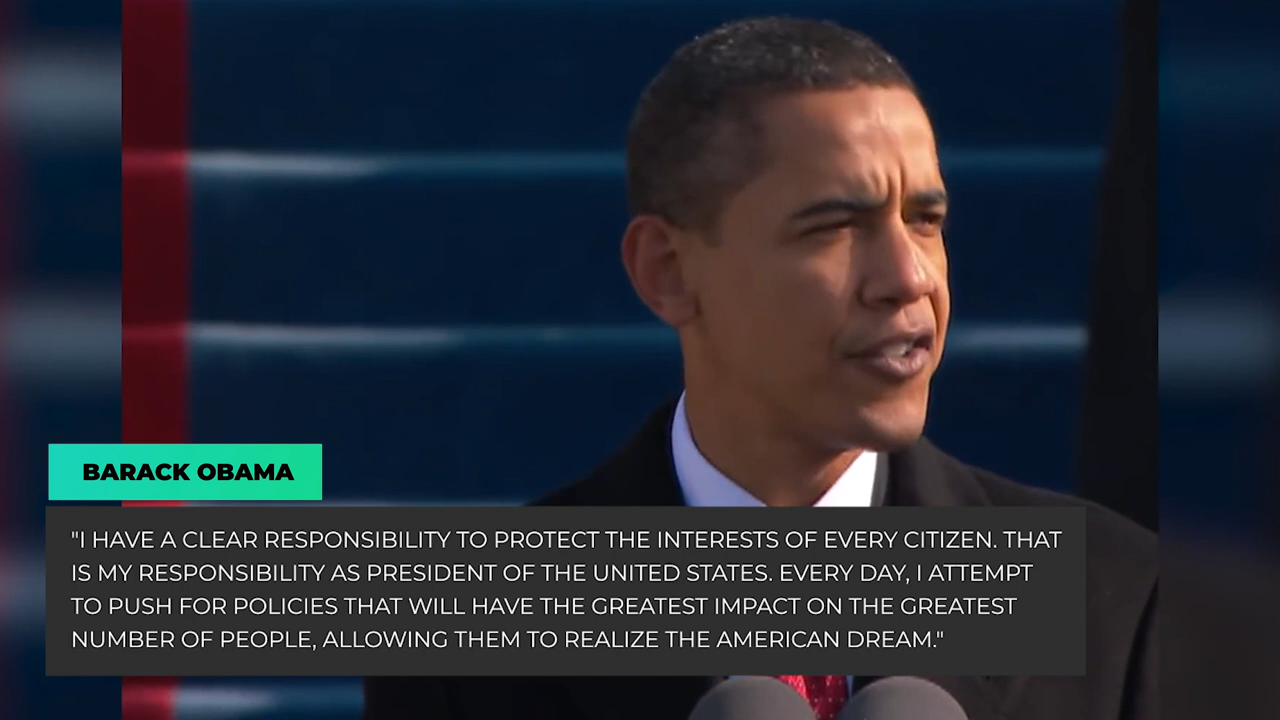 BARACK OBAMA
"I HAVE A CLEAR RESPONSIBILITY TO PROTECT THE INTERESTS OF EVERY CITIZEN. THAT
IS MY RESPONSIBILITY AS PRESIDENT OF THE UNITED STATES. EVERY DAY, I ATTEMPT
TO PUSH FOR POLICIES THAT WILL HAVE THE GREATEST IMPACT ON THE GREATEST
NUMBER OF PEOPLE, ALLOWING THEM TO REALIZE THE AMERICAN DREAM."